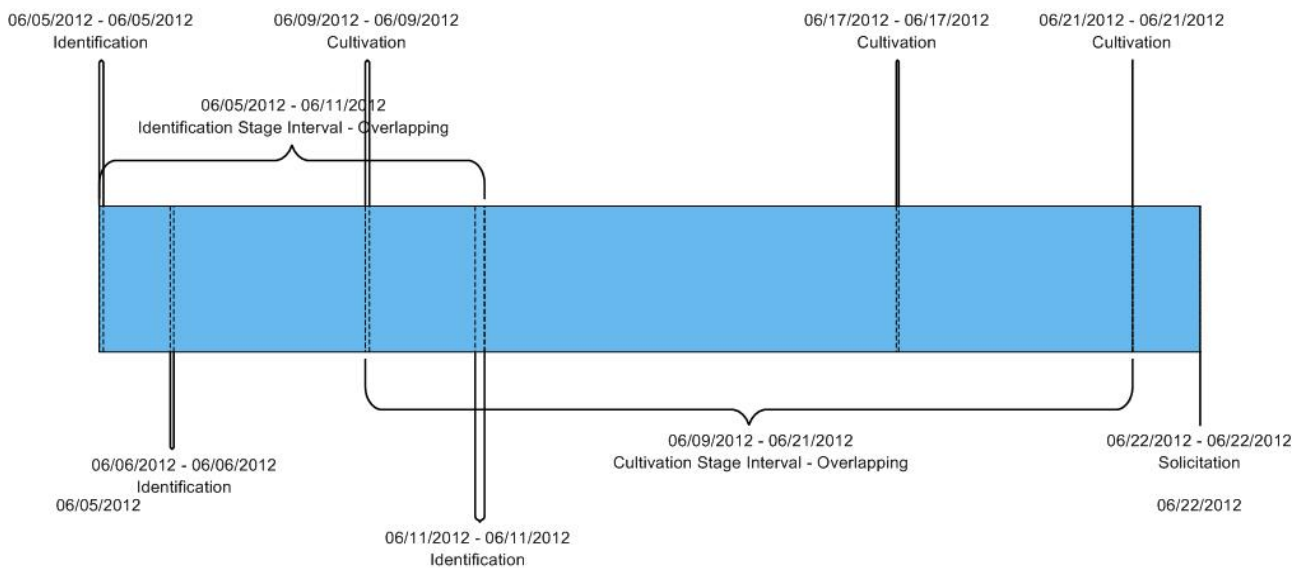 06/05/2012 - 06/05/2012
Identification
06/09/2012 - 06/09/2012
Cultivation
06/17/2012 - 06/17/2012
Cultivation
06/21/2012 - 06/21/2012
Cultivation
06/05/2012 - 06/11/2012
Identification Stage Interval - Overlapping
06/09/2012 - 06/21/2012
Cultivation Stage Interval - Overlapping
06/22/2012 - 06/22/2012
Solicitation
06/06/2012 - 06/06/2012
Identification
06/05/2012
06/22/2012
06/11/2012 - 06/11/2012
Identification